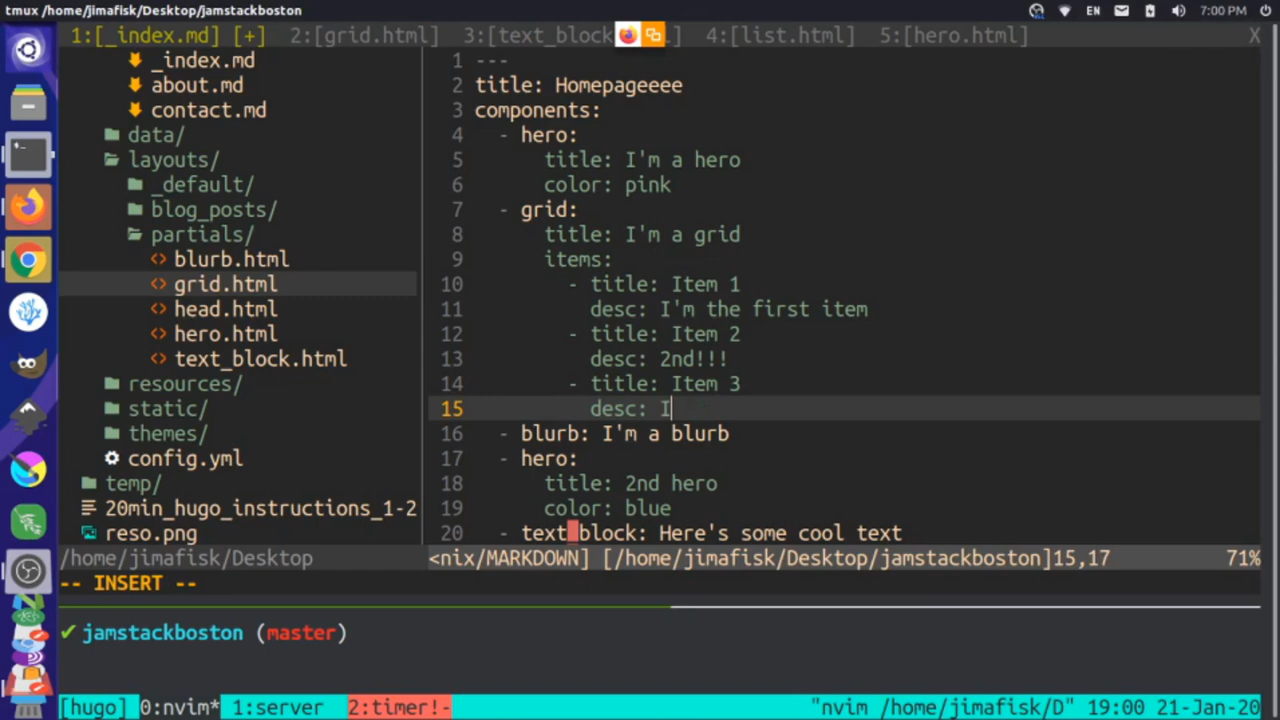 tmux /home/jimafisk/Desktop/jamstackboston
EN
7:00 PM
1:[_index.md] [+] 2:[grid.html] 3:[text_block ] 4:[list.html] 5:[hero.html] X
_index.md
about.md
contact.md
data/
layouts/
_default/
blog_posts/
partials/
blurb.html
grid.html
head.html
hero.html
text_block.html
resources/
static/
themes/
config.yml
temp/
20min_hugo_instructions_1-2
reso.png
/home/jimafisk/Desktop
1 ---
2 title: Homepageeee
3 components:
4 - hero:
5 title: I'm a hero
6 color: pink
7 - grid:
8 title: I'm a grid
9 items:
10 - title: Item 1
11 desc: I'm the first item
12 - title: Item 2
13 desc: 2nd!!!
14 - title: Item 3
15 desc: I
16 - blurb: I'm a blurb
17 - hero:
18 title: 2nd hero
19 color: blue
20 - text block: Here's some cool text
<nix/MARKDOWN] [/home/jimafisk/Desktop/jamstackboston]15,17 71%
-- INSERT --
✔ jamstackboston (master)
[hugo] 0:nvim* 1:server 2:timer!- "nvim /home/jimafisk/D" 19:00 21-Jan-20